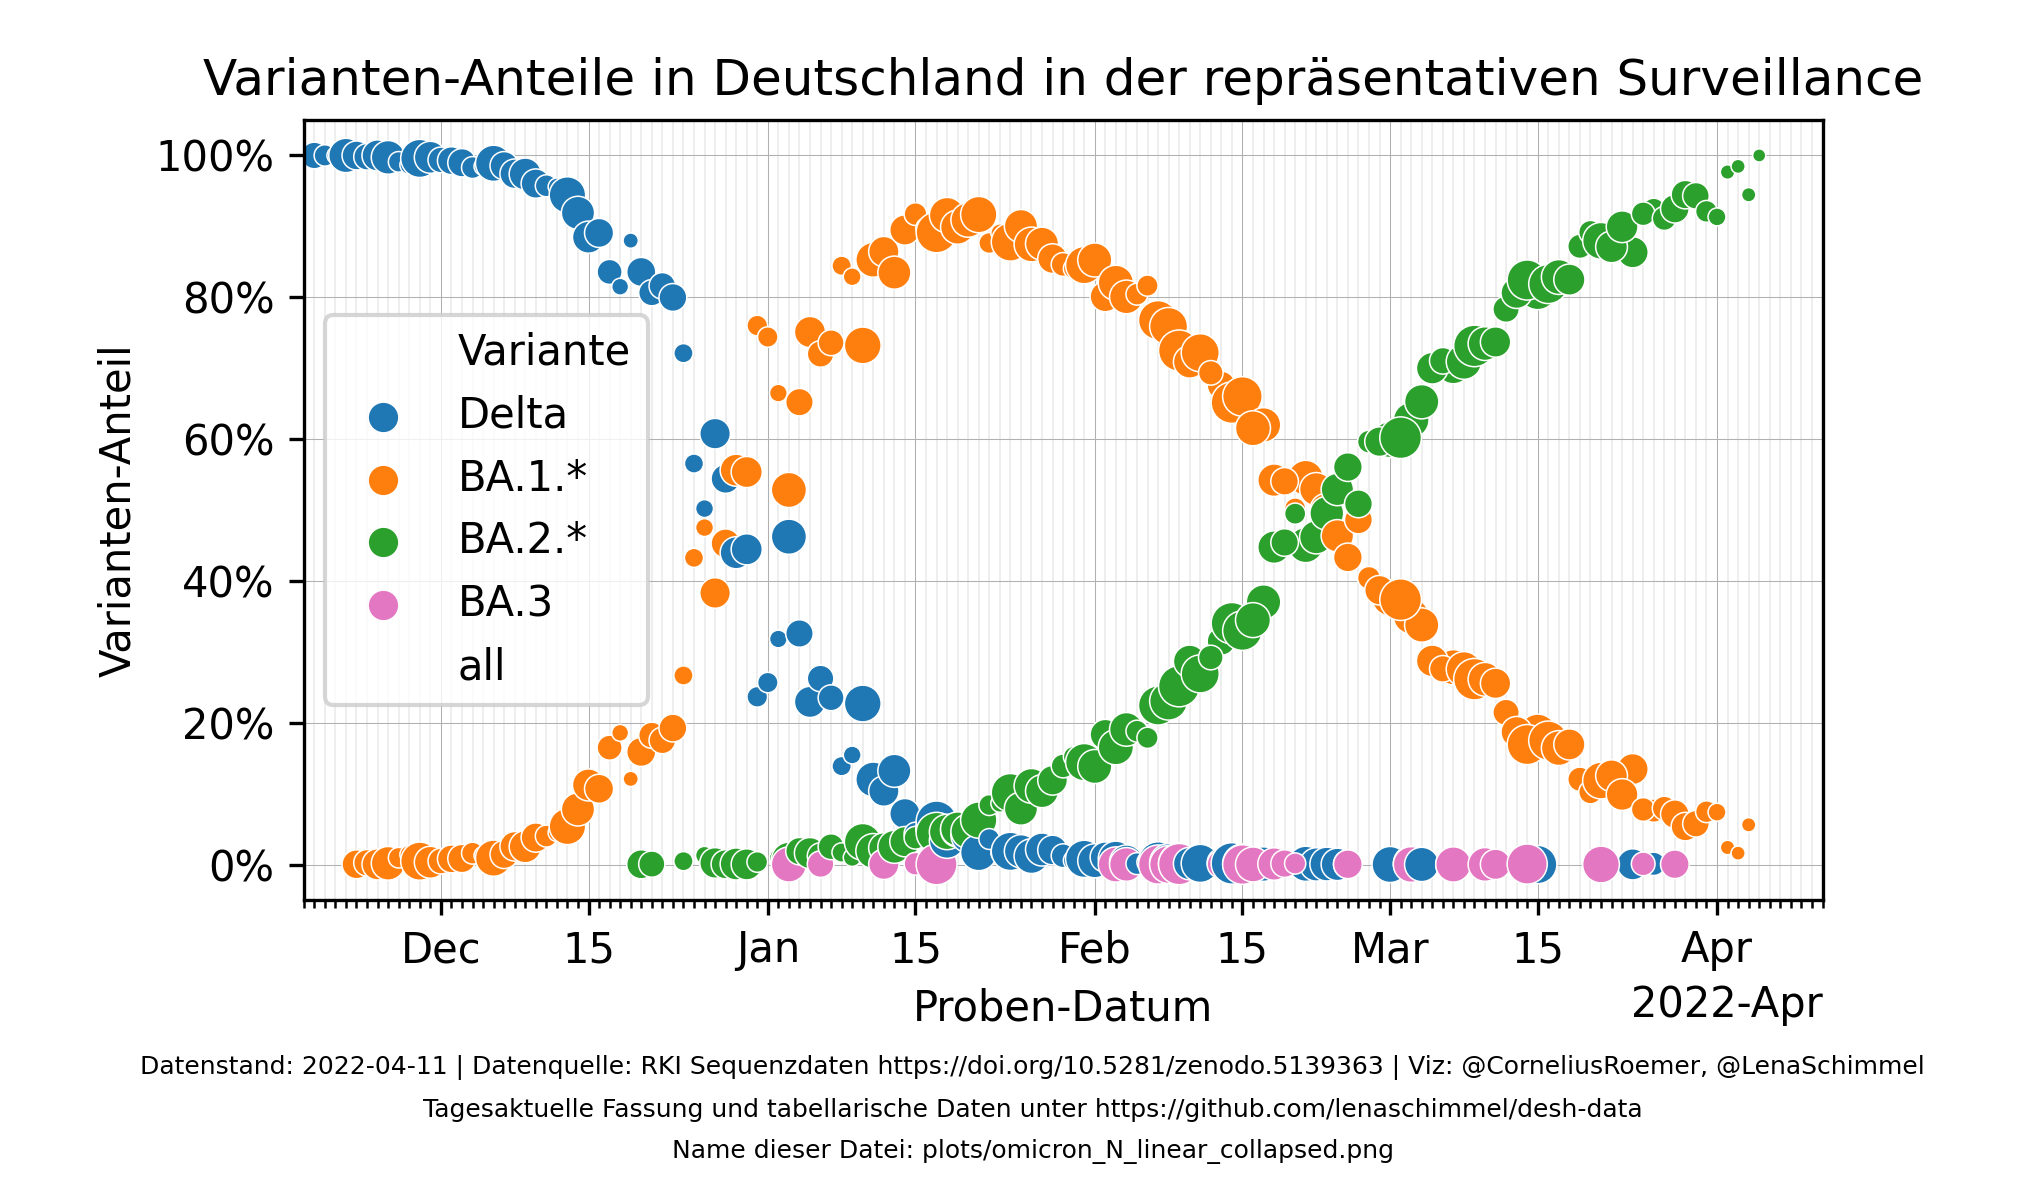 Varianten-Anteile in Deutschland in der repräsentativen Surveillance
100%
80%
60%
40%
20%
0%
Varianten-Anteil
Variante
Delta
BA.1.*
BA.2.*
BA.3
all
Dec 15 Jan 15 Feb 15 Mar 15 Apr
Proben-Datum
2022-Apr
Datenstand: 2022-04-11 | Datenquelle: RKI Sequenzdaten https://doi.org/10.5281/zenodo.5139363 | Viz: @CorneliusRoemer, @LenaSchimmel
Tagesaktuelle Fassung und tabellarische Daten unter https://github.com/lenaschimmel/desh-data
Name dieser Datei: plots/omicron_N_linear_collapsed.png